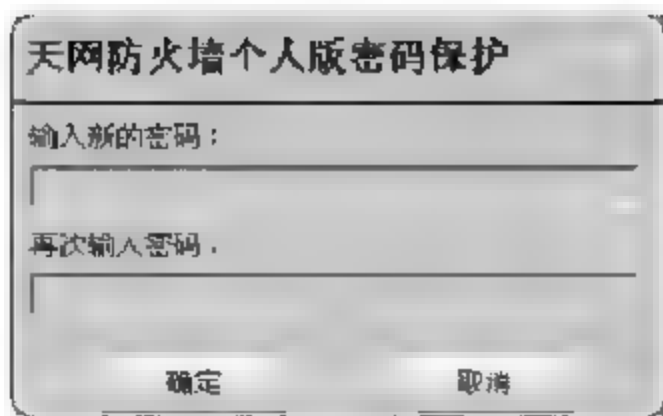 天网防火墙个人版密码保护
输入新的密码：
再次输入密码：
确定
取消